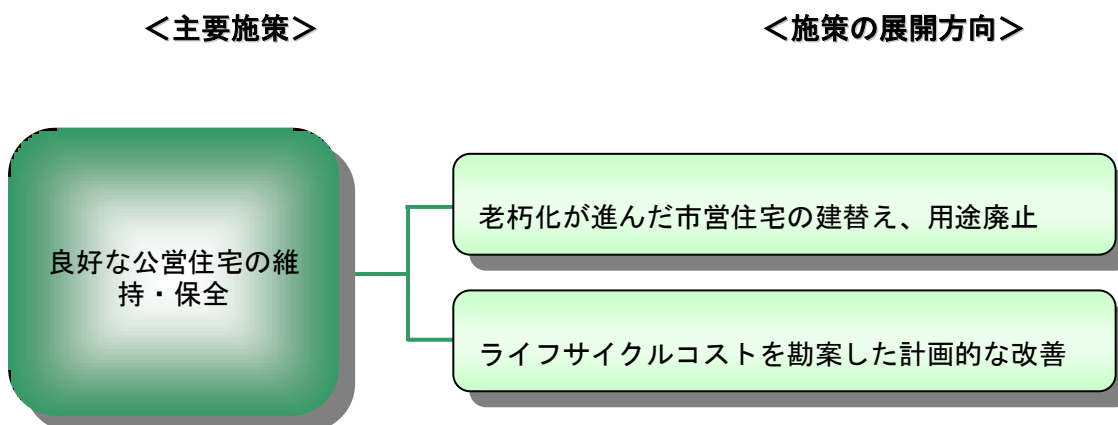 ＜主要施策＞
＜施策の展開方向＞
良好な公営住宅の維
持・保全
老朽化が進んだ市営住宅の建替え、用途廃止
ライフサイクルコストを勘案した計画的な改善